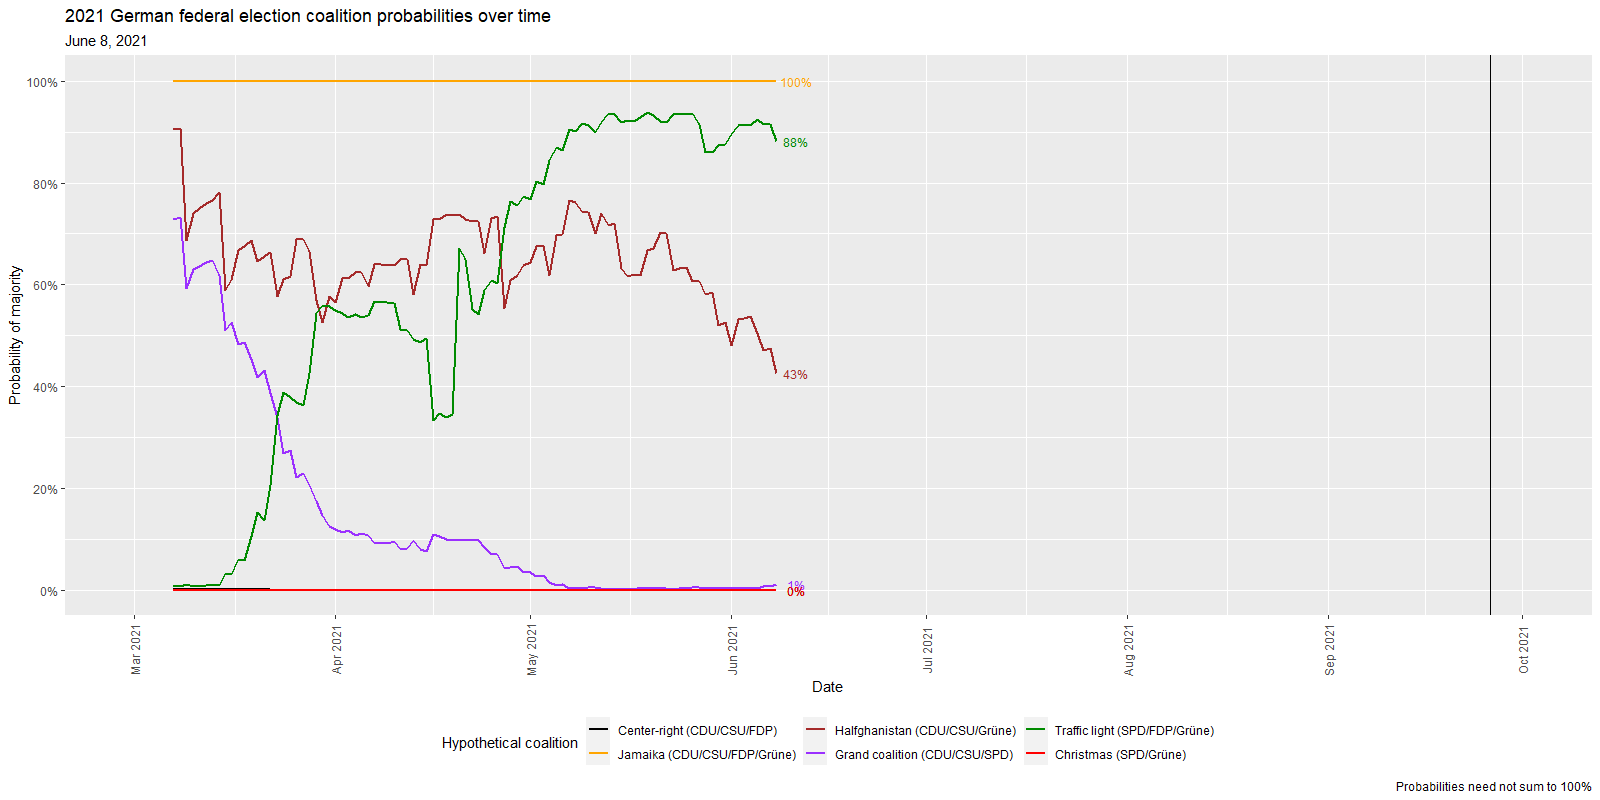 2021 German federal election coalition probabilities over time
June 8, 2021
Probability of majority
100%
80%
60%
40%
20%
0%
100%
88%
43%
1%
0%
Mar 2021
Apr 2021
May 2021
Jun 2021
Jul 2021
Aug 2021
Sep 2021
Oct 2021
Date
Hypothetical coalition
Center-right (CDU/CSU/FDP)
Halfghanistan (CDU/CSU/Grüne)
Traffic light (SPD/FDP/Grüne)
Jamaika (CDU/CSU/FDP/Grüne)
Grand coalition (CDU/CSU/SPD)
Christmas (SPD/Grüne)
Probabilities need not sum to 100%